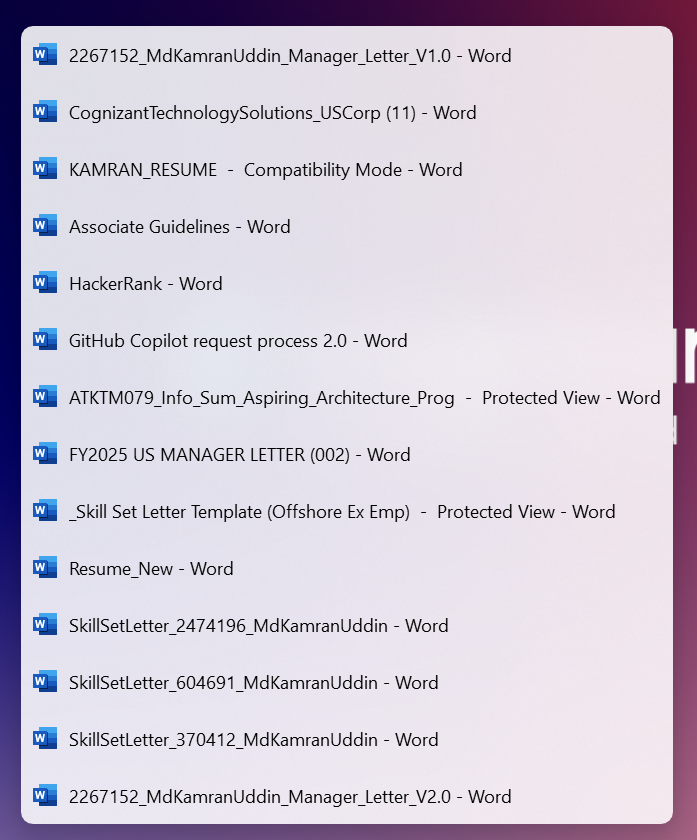 2267152_MdKamranUddin_Manager_Letter_V1.0 - Word
CognizantTechnologySolutions_USCorp (11) - Word
KAMRAN_RESUME  -  Compatibility Mode - Word
Associate Guidelines - Word
HackerRank - Word
GitHub Copilot request process 2.0 - Word
ATKTM079_Info_Sum_Aspiring_Architecture_Prog  -  Protected View - Word
FY2025 US MANAGER LETTER (002) - Word
_Skill Set Letter Template (Offshore Ex Emp)  -  Protected View - Word
Resume_New - Word
SkillSetLetter_2474196_MdKamranUddin - Word
SkillSetLetter_604691_MdKamranUddin - Word
SkillSetLetter_370412_MdKamranUddin - Word
2267152_MdKamranUddin_Manager_Letter_V2.0 - Word